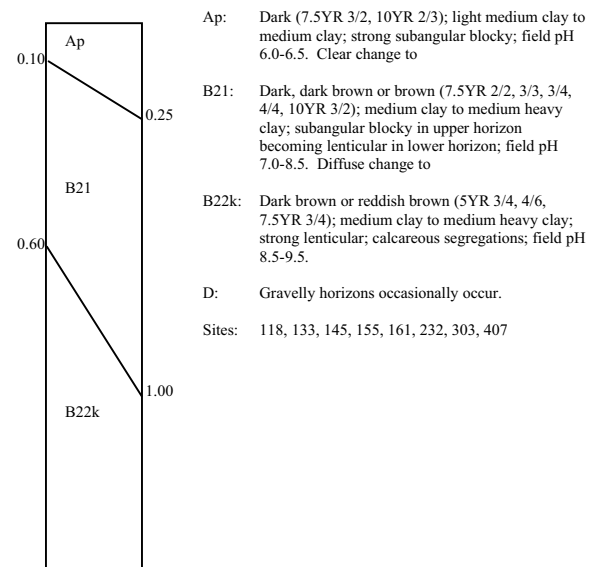 Ap
0.10
0.25
B21
0.60
1.00
B22k
Ap: Dark (7.5YR 3/2, 10YR 2/3); light medium clay to
medium clay; strong subangular blocky; field pH
6.0-6.5. Clear change to
B21: Dark, dark brown or brown (7.5YR 2/2, 3/3, 3/4,
4/4, 10YR 3/2); medium clay to medium heavy
clay; subangular blocky in upper horizon
becoming lenticular in lower horizon; field pH
7.0-8.5. Diffuse change to
B22k: Dark brown or reddish brown (5YR 3/4, 4/6,
7.5YR 3/4); medium clay to medium heavy clay;
strong lenticular; calcareous segregations; field pH
8.5-9.5.
D: Gravelly horizons occasionally occur.
Sites: 118, 133, 145, 155, 161, 232, 303, 407